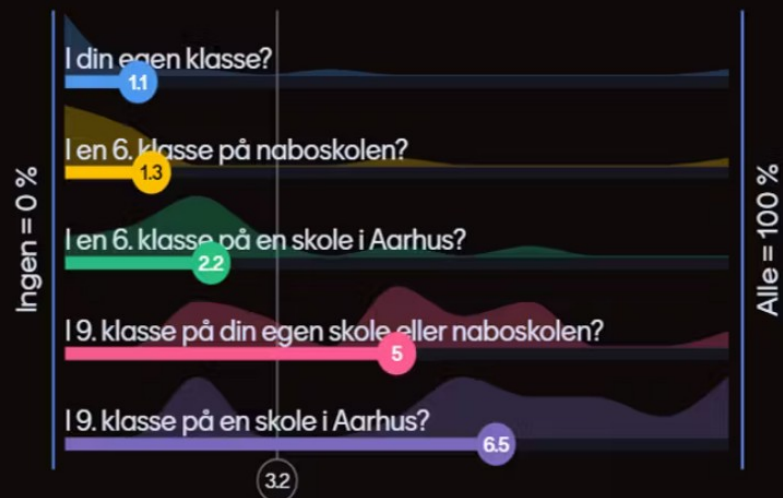 I din egen klasse?
1.1
I en 6. klasse på naboskolen?
1.3
I en 6. klasse på en skole i Aarhus?
2.2
I 9. klasse på din egen skole eller naboskolen?
5
I 9. klasse på en skole i Aarhus?
6.5
3.2
Ingen = 0 %
Alle = 100 %